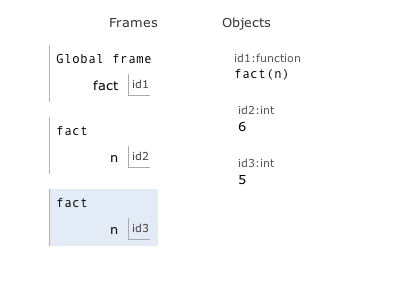 Frames
Objects
Global frame
fact id1
fact
n id2
fact
n id3
id1:function
fact(n)
id2:int
6
id3:int
5